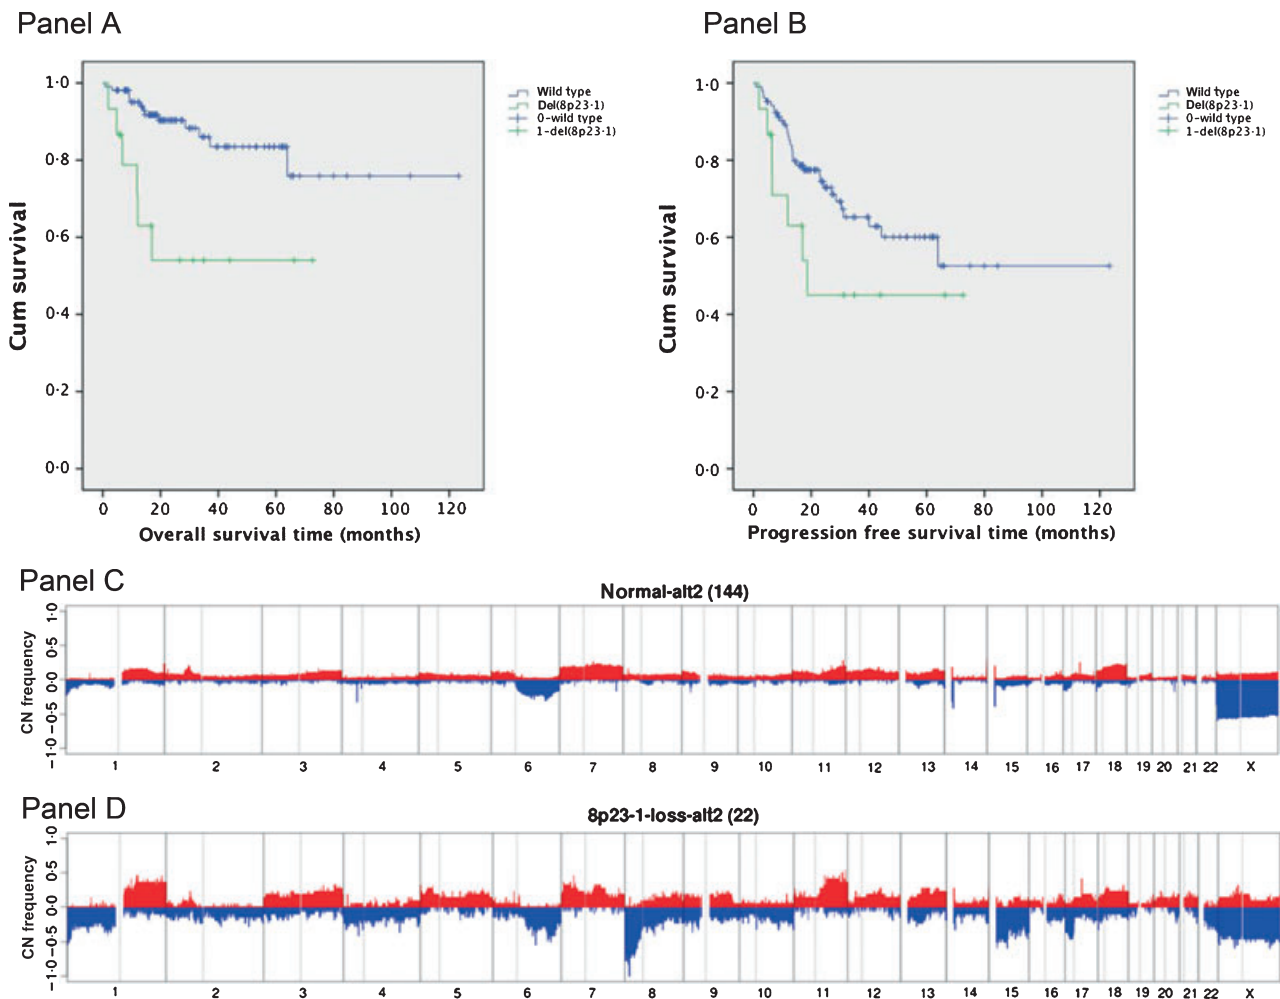 Panel A
Panel B
1·0
0·8
0·6
0·4
0·2
0·0
Cum survival
0 20 40 60 80 100 120
Overall survival time (months)
Wild type
Del(8p23·1)
0-wild type
1-del(8p23·1)
1·0
0·8
0·6
0·4
0·2
0·0
Cum survival
0 20 40 60 80 100 120
Progression free survival time (months)
Wild type
Del(8p23·1)
0-wild type
1-del(8p23·1)
Panel C
Normal-alt2 (144)
CN frequency
1·0
0·5
0·0
−0·5
−1·0
1 2 3 4 5 6 7 8 9 10 11 12 13 14 15 16 17 18 19 20 21 22 X
Panel D
8p23-1-loss-alt2 (22)
CN frequency
1·0
0·5
0·0
−0·5
−1·0
1 2 3 4 5 6 7 8 9 10 11 12 13 14 15 16 17 18 19 20 21 22 X